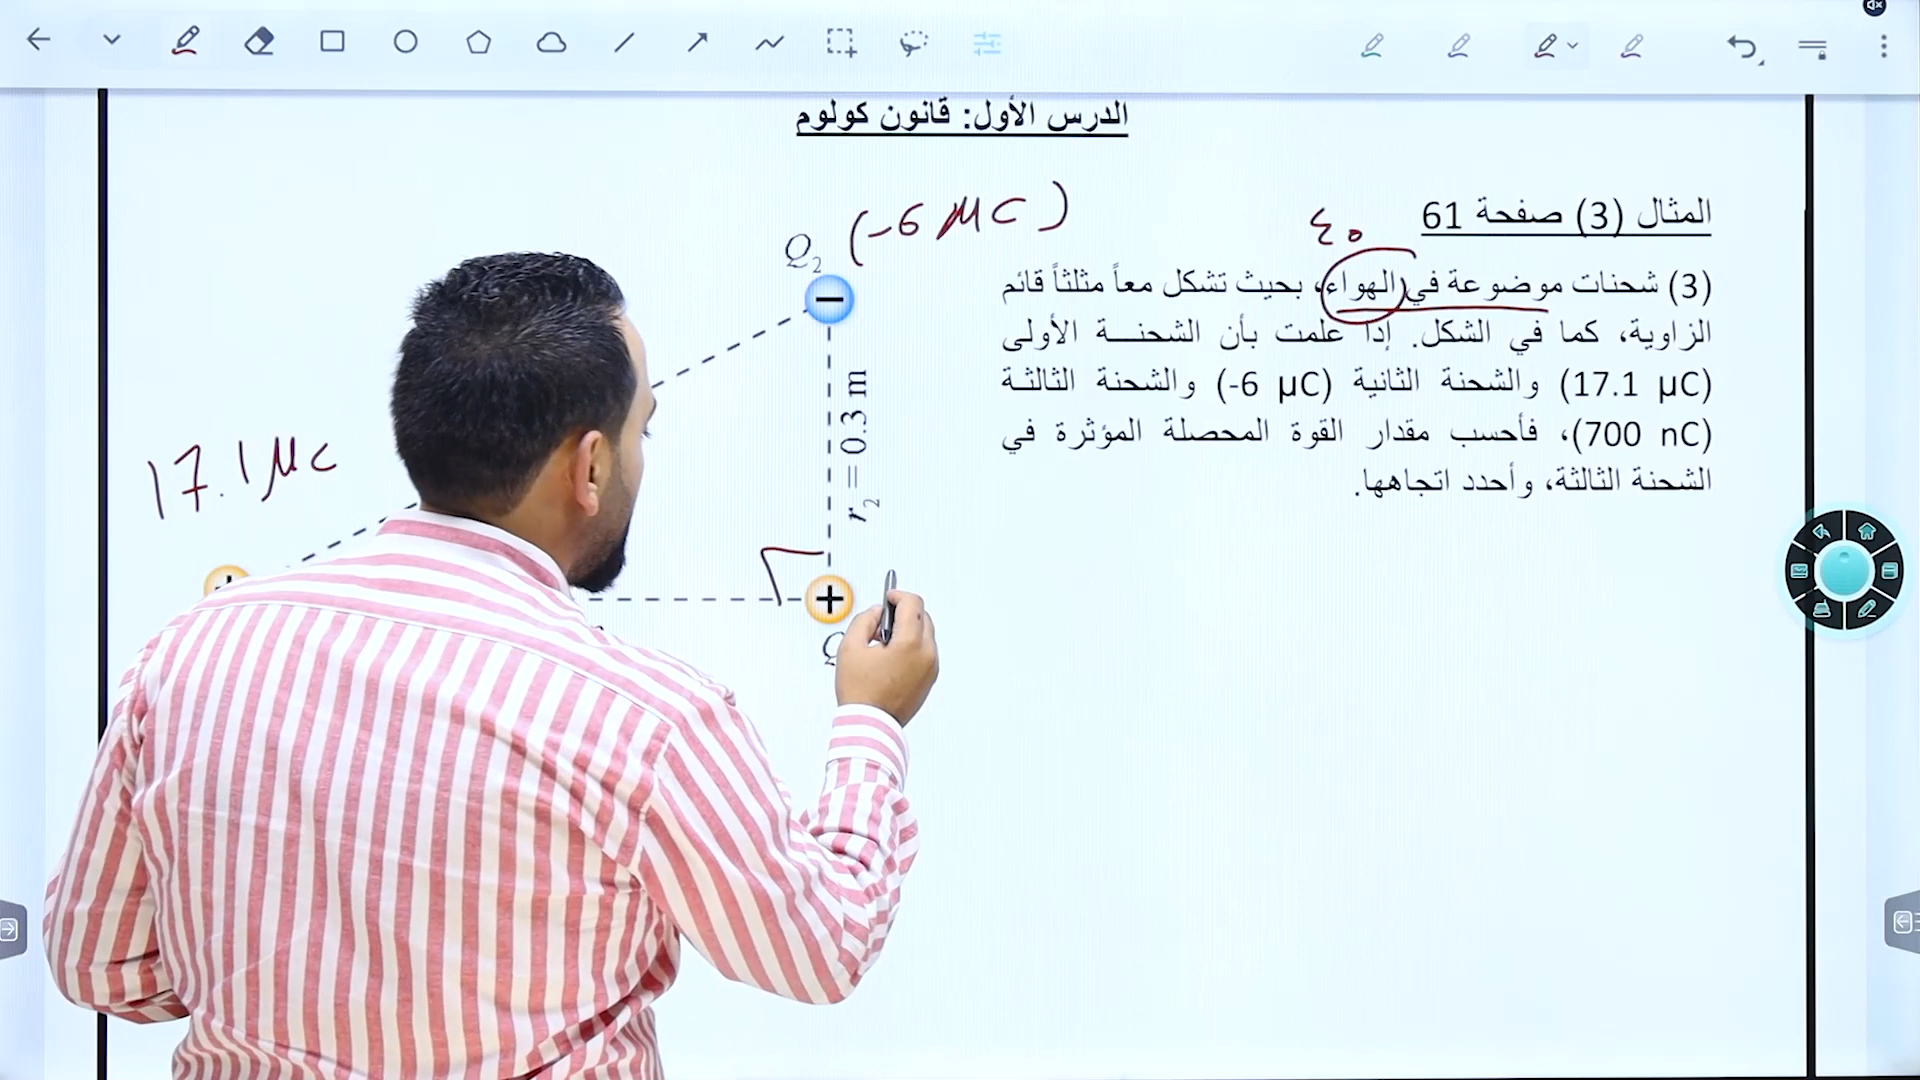 الدرس الأول: قانون كولوم
المثال (3) صفحة 61
(3) شحنات موضوعة في الهواء، بحيث تشكل معاً مثلثاً قائم
الزاوية، كما في الشكل. إذا علمت بأن الشحنـــة الأولى
(17.1 µC) والشحنة الثانية (-6 µC) والشحنة الثالثة
(700 nC)، فأحسب مقدار القوة المحصلة المؤثرة في
الشحنة الثالثة، وأحدد اتجاهها.
Q₂ (-6 µC)
r₂ = 0.3 m
17.1 µC
+
−
+
Q